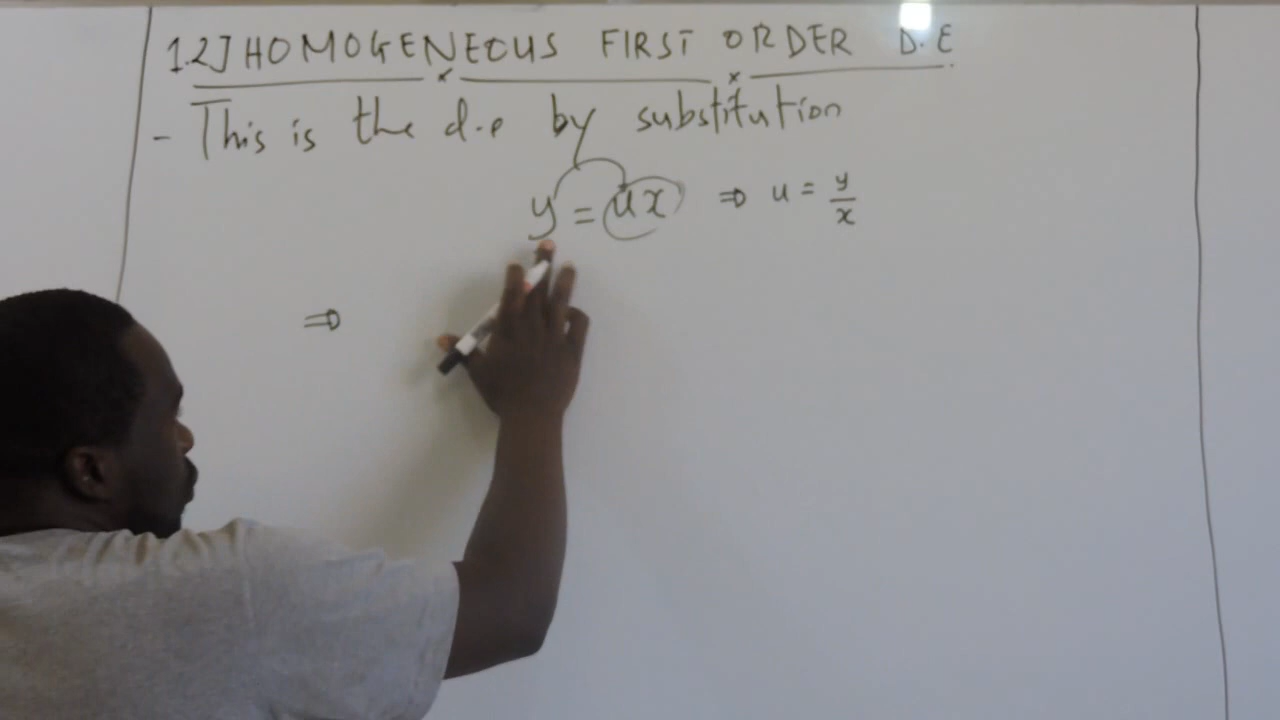 1.2] HOMOGENEOUS FIRST ORDER D.E
- This is the d.e by substitution
y = ux ⇒ u = y/x
⇒